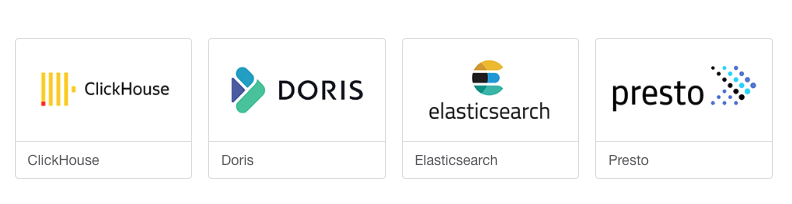 ClickHouse
DORIS
elasticsearch
presto
ClickHouse
Doris
Elasticsearch
Presto